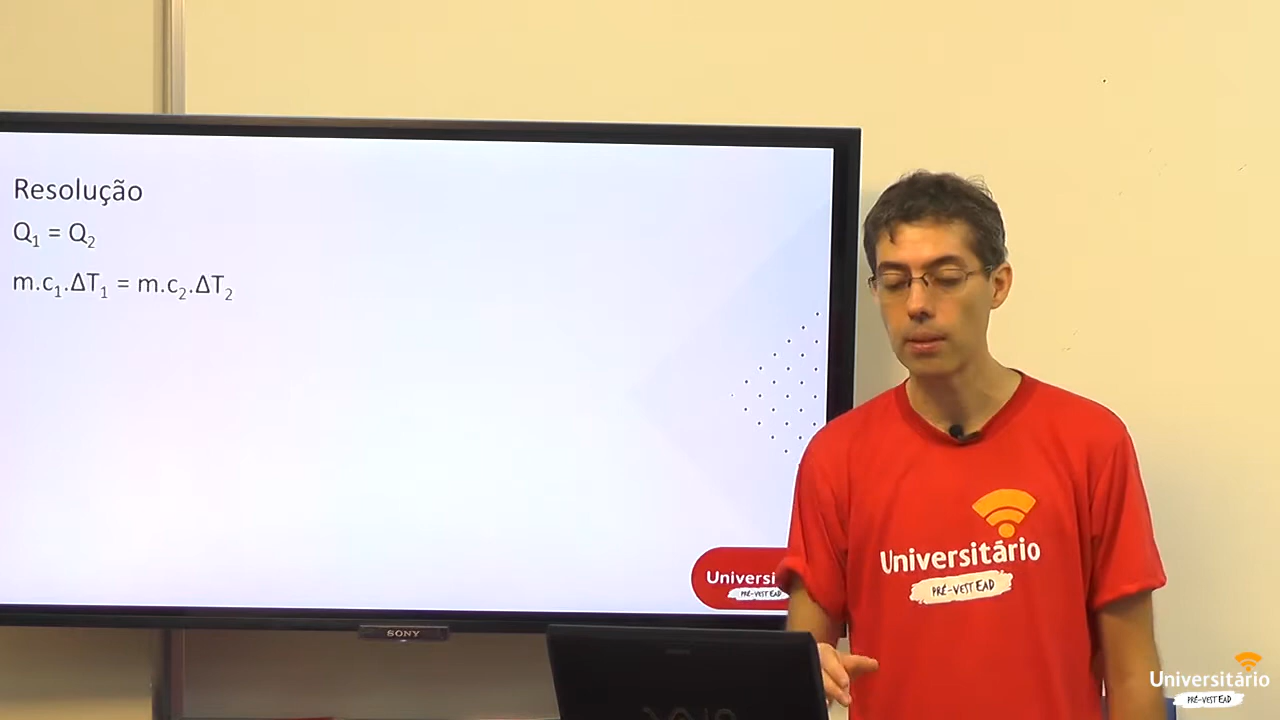 Resolução
Q₁ = Q₂
m.c₁.ΔT₁ = m.c₂.ΔT₂
PRÉ-VEST EAD
SONY
Universitário
PRÉ-VEST EAD
Universitário
PRÉ-VEST EAD